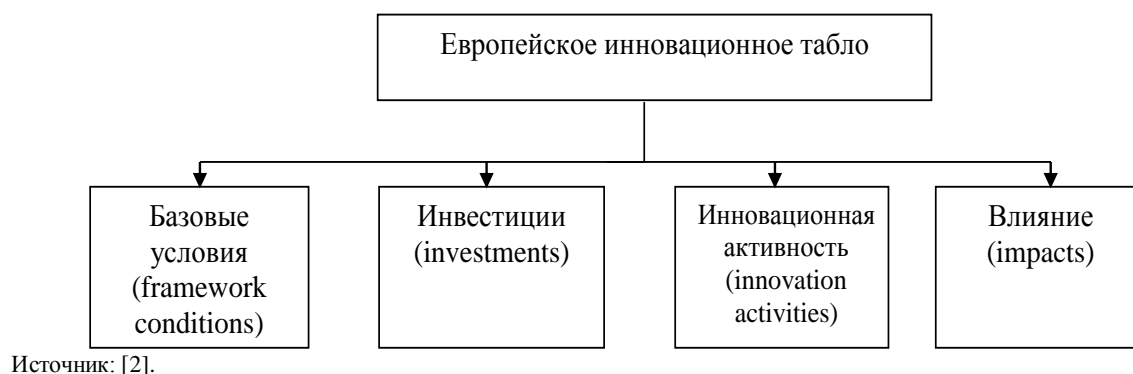 Европейское инновационное табло
Базовые
условия
(framework
conditions)
Инвестиции
(investments)
Инновационная
активность
(innovation
activities)
Влияние
(impacts)
Источник: [2].